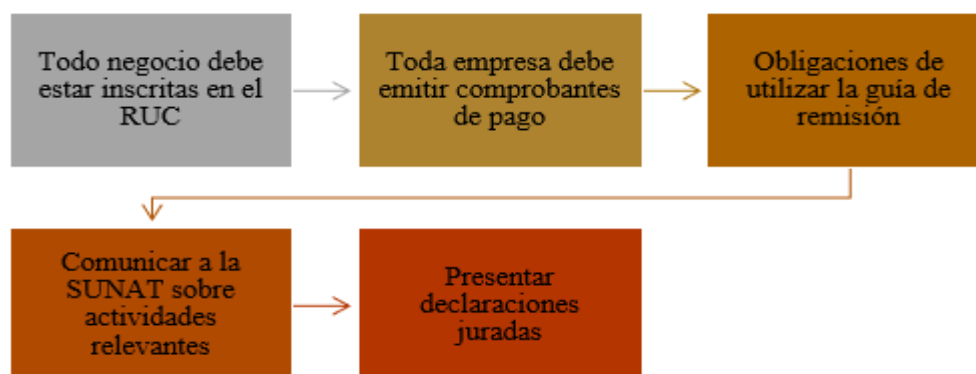 Todo negocio debe
estar inscritas en el
RUC
Toda empresa debe
emitir comprobantes
de pago
Obligaciones de
utilizar la guía de
remisión
Comunicar a la
SUNAT sobre
actividades
relevantes
Presentar
declaraciones
juradas